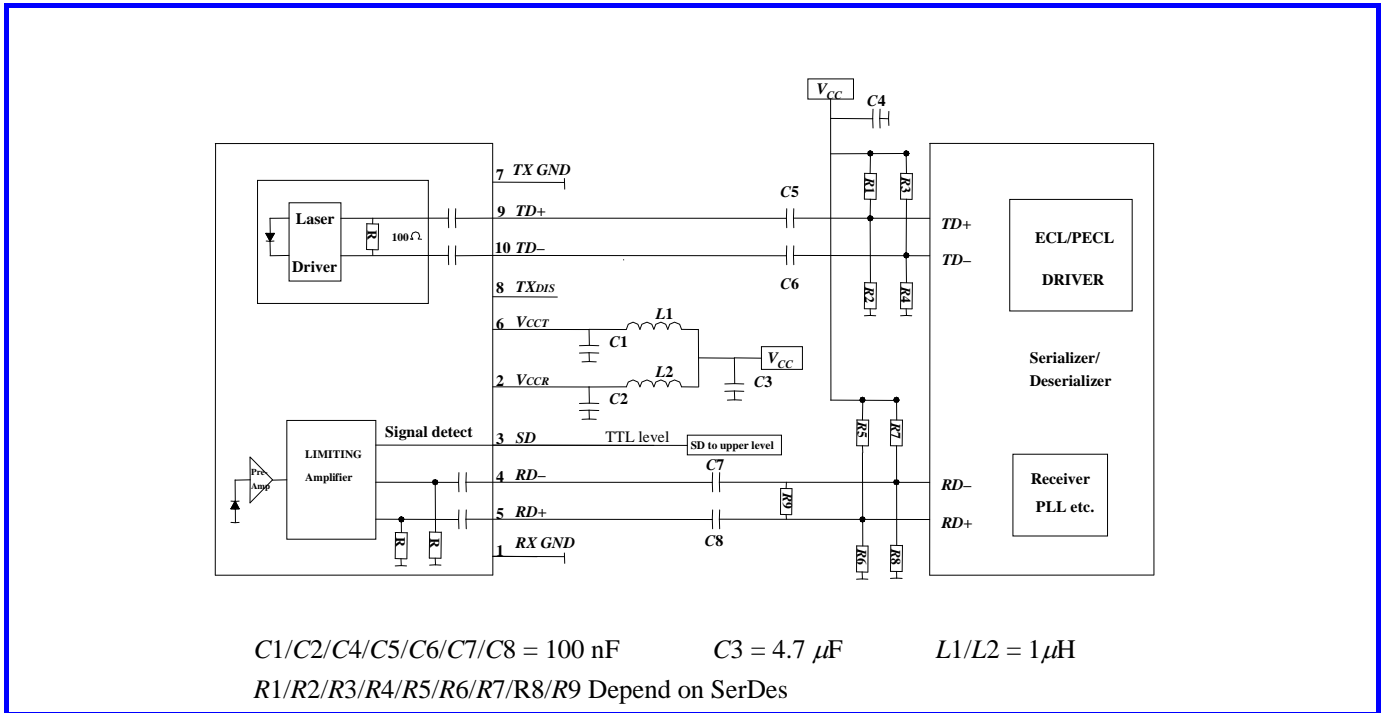 VCC
C4
7 TX GND
R1
R3
C5
Laser
Driver
R
100Ω
9 TD+
TD+
ECL/PECL
DRIVER
10 TD−
TD−
C6
R2
R4
8 TXDIS
6 VCCT
L1
C1
VCC
Serializer/
Deserializer
2 VCCR
L2
C2
C3
Signal detect
3 SD
TTL level
SD to upper level
R5
R7
LIMITING
Amplifier
Pre-
Amp
4 RD−
C7
R9
RD−
Receiver
PLL etc.
5 RD+
C8
RD+
R
R
1 RX GND
R6
R8
C1/C2/C4/C5/C6/C7/C8 = 100 nF C3 = 4.7 μF L1/L2 = 1μH
R1/R2/R3/R4/R5/R6/R7/R8/R9 Depend on SerDes